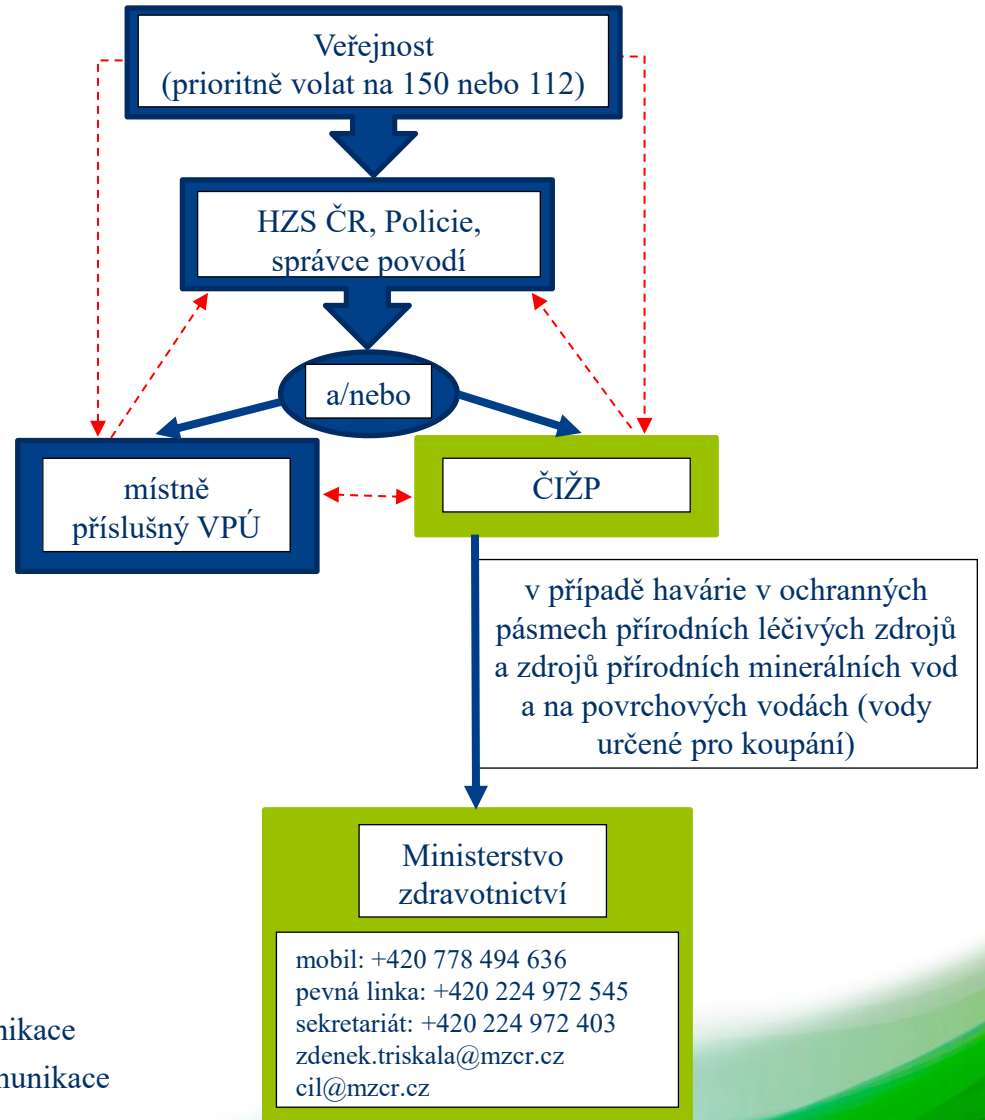 Veřejnost
(prioritně volat na 150 nebo 112)
HZS ČR, Policie,
správce povodí
a/nebo
místně
příslušný VPÚ
ČIŽP
v případě havárie v ochranných
pásmech přírodních léčivých zdrojů
a zdrojů přírodních minerálních vod
a na povrchových vodách (vody
určené pro koupání)
Ministerstvo
zdravotnictví
mobil: +420 778 494 636
pevná linka: +420 224 972 545
sekretariát: +420 224 972 403
zdenek.triskala@mzcr.cz
cil@mzcr.cz
nikace
munikace